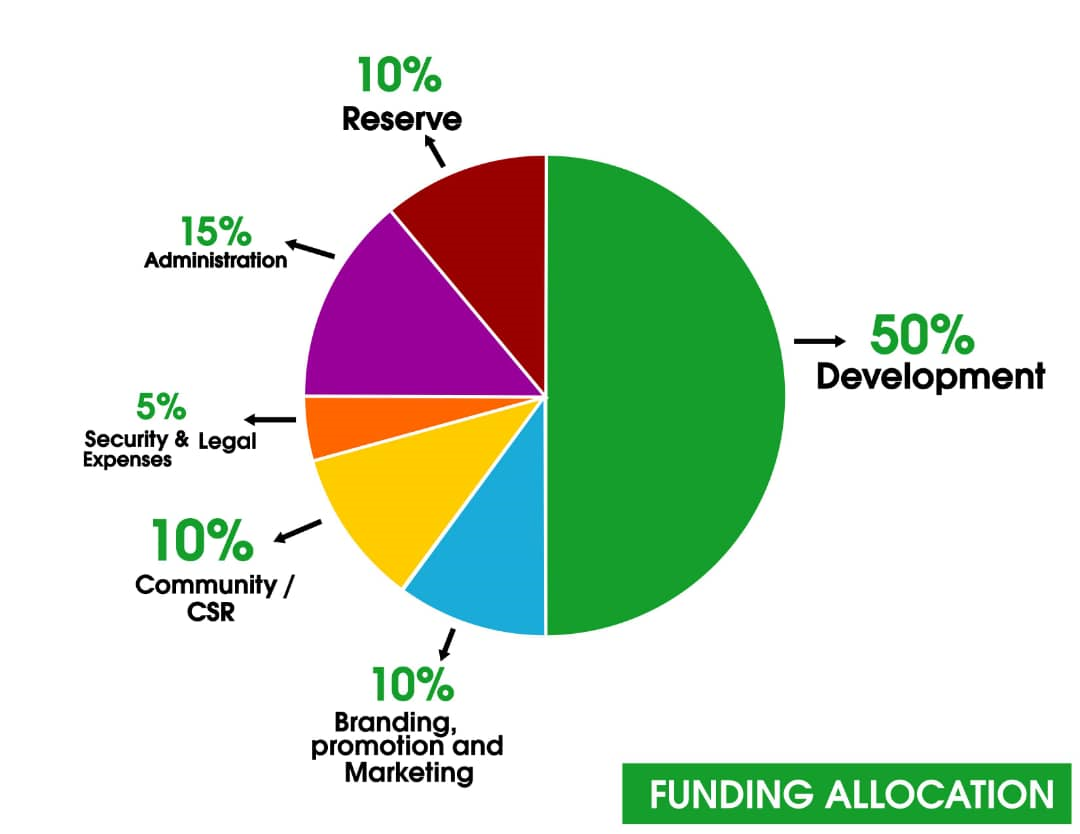 10%
Reserve
15%
Administration
50%
Development
5%
Security & Legal
Expenses
10%
Community /
CSR
10%
Branding,
promotion and
Marketing
FUNDING ALLOCATION